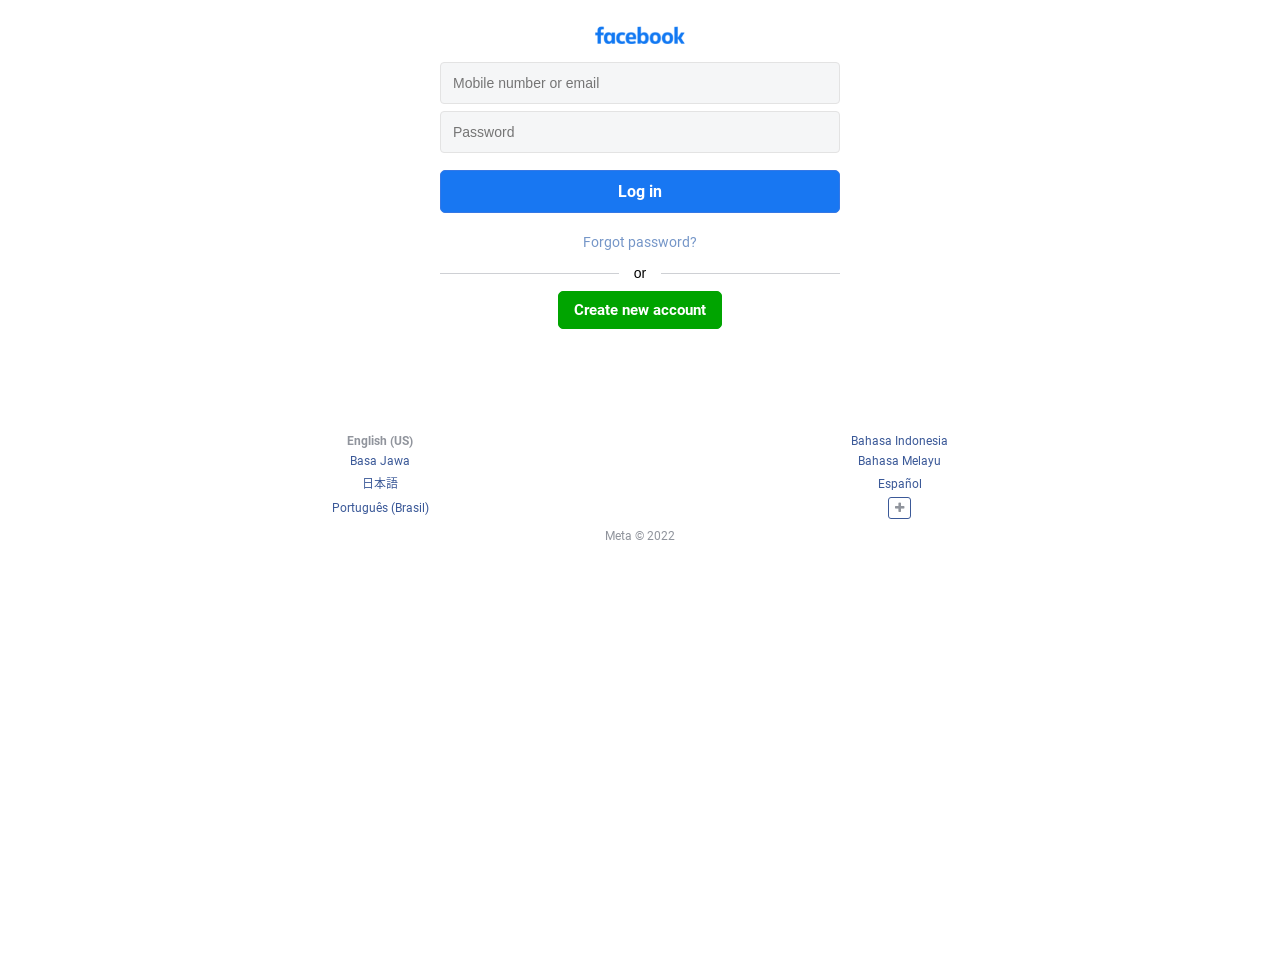 facebook
Mobile number or email
Password
Log in
Forgot password?
or
Create new account
English (US)
Bahasa Indonesia
Basa Jawa
Bahasa Melayu
日本語
Español
Português (Brasil)
+
Meta © 2022